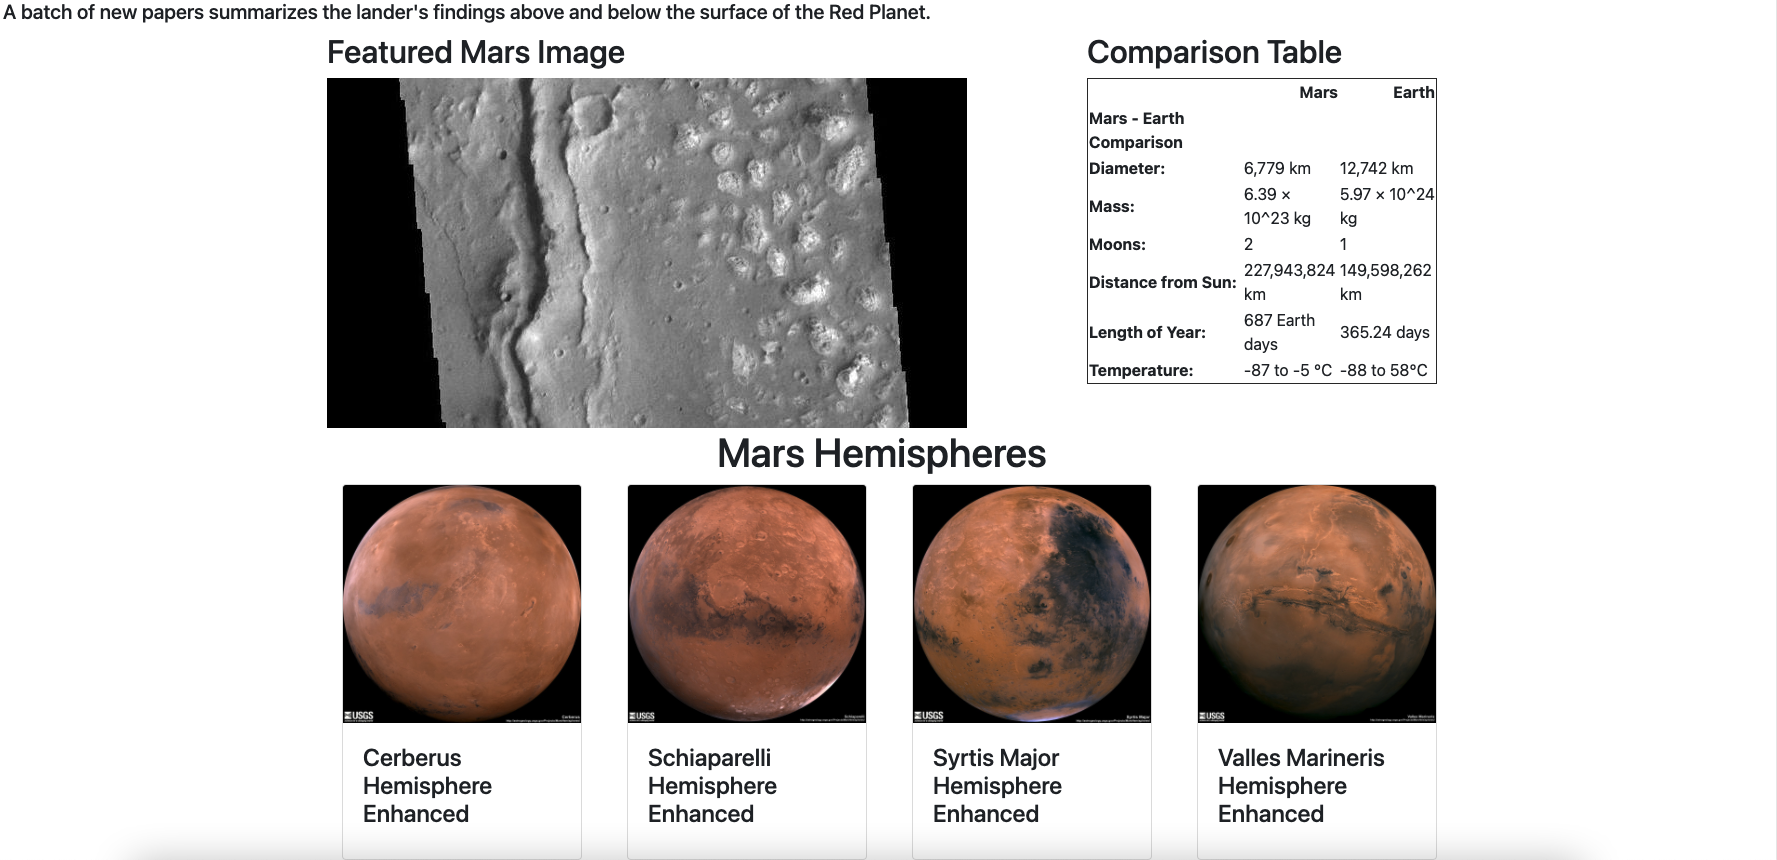 A batch of new papers summarizes the lander's findings above and below the surface of the Red Planet.
Featured Mars Image
Comparison Table
Mars Earth
Mars - Earth
Comparison
Diameter: 6,779 km 12,742 km
Mass: 6.39 × 10^23 kg 5.97 × 10^24 kg
Moons: 2 1
Distance from Sun: 227,943,824 km 149,598,262 km
Length of Year: 687 Earth days 365.24 days
Temperature: -87 to -5 °C -88 to 58°C
Mars Hemispheres
USGS
USGS
USGS
USGS
Cerberus
Hemisphere
Enhanced
Schiaparelli
Hemisphere
Enhanced
Syrtis Major
Hemisphere
Enhanced
Valles Marineris
Hemisphere
Enhanced